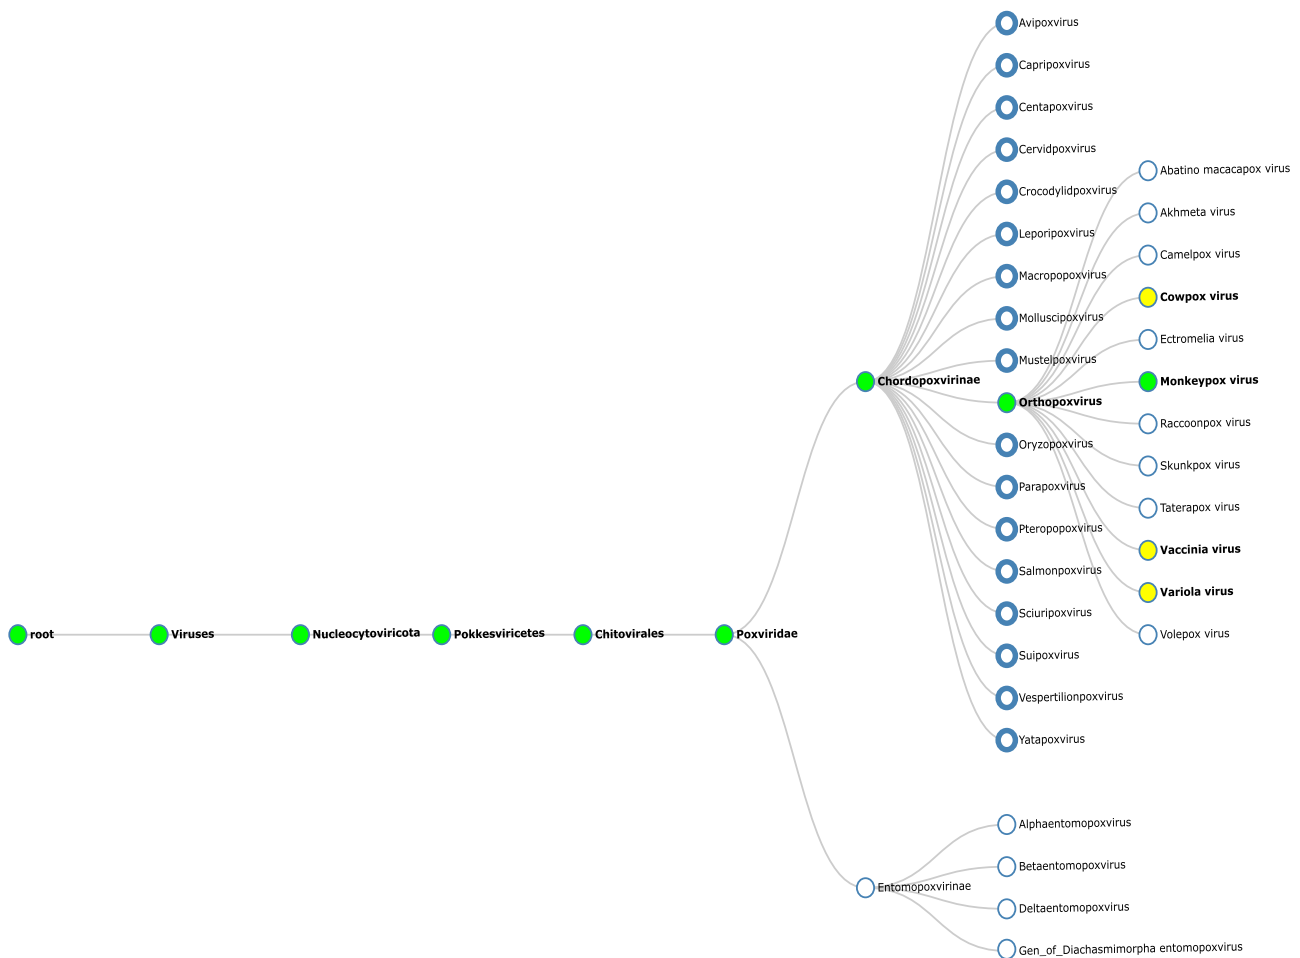 root
Viruses
Nucleocytoviricota
Pokkesviricetes
Chitovirales
Poxviridae
Chordopoxvirinae
Avipoxvirus
Capripoxvirus
Centapoxvirus
Cervidpoxvirus
Crocodylidpoxvirus
Leporipoxvirus
Macropopoxvirus
Molluscipoxvirus
Mustelpoxvirus
Orthopoxvirus
Abatino macacapox virus
Akhmeta virus
Camelpox virus
Cowpox virus
Ectromelia virus
Monkeypox virus
Raccoonpox virus
Skunkpox virus
Taterapox virus
Vaccinia virus
Variola virus
Volepox virus
Oryzopoxvirus
Parapoxvirus
Pteropopoxvirus
Salmonpoxvirus
Sciuripoxvirus
Suipoxvirus
Vespertilionpoxvirus
Yatapoxvirus
Entomopoxvirinae
Alphaentomopoxvirus
Betaentomopoxvirus
Deltaentomopoxvirus
Gen_of_Diachasmimorpha entomopoxvirus